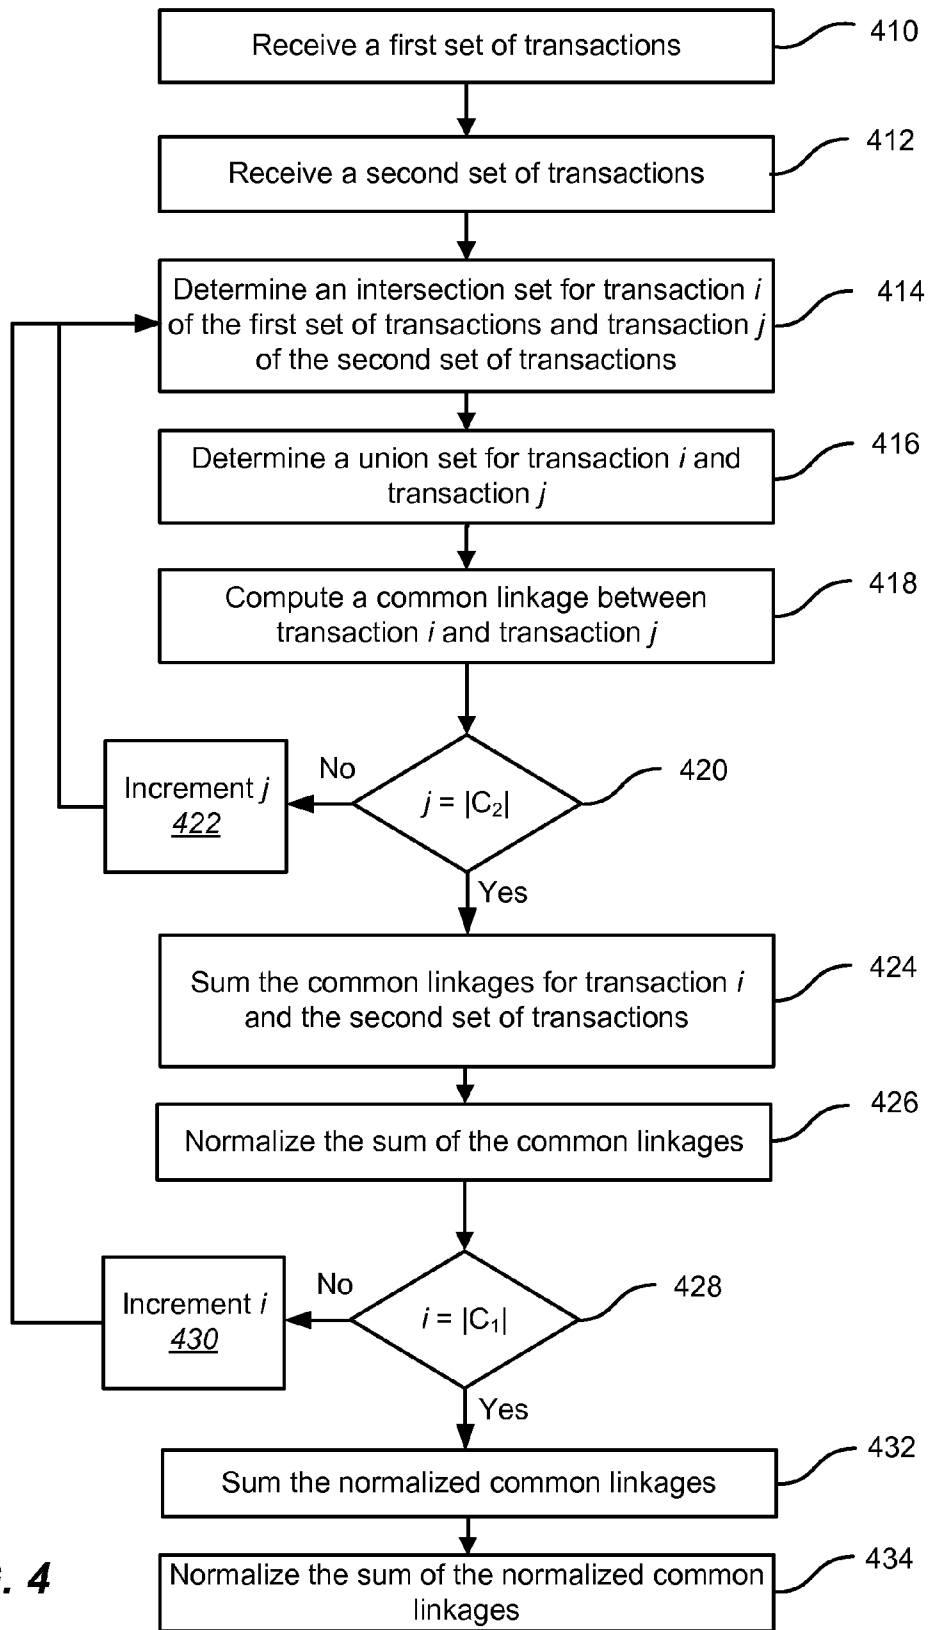 Receive a first set of transactions
410
Receive a second set of transactions
412
Determine an intersection set for transaction i
of the first set of transactions and transaction j
of the second set of transactions
414
Determine a union set for transaction i and
transaction j
416
Compute a common linkage between
transaction i and transaction j
418
Increment j
422
No
j = |C₂|
420
Yes
Sum the common linkages for transaction i
and the second set of transactions
424
Normalize the sum of the common linkages
426
Increment i
430
No
i = |C₁|
428
Yes
Sum the normalized common linkages
432
Normalize the sum of the normalized common
linkages
434
. 4